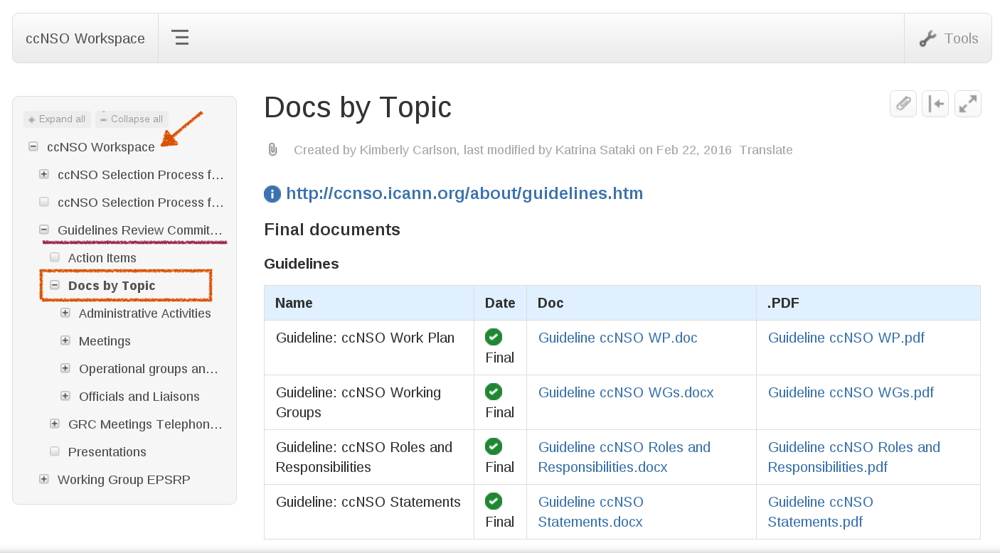 ccNSO Workspace
Tools
Expand all
Collapse all
ccNSO Workspace
ccNSO Selection Process f...
ccNSO Selection Process f...
Guidelines Review Commit...
Action Items
Docs by Topic
Administrative Activities
Meetings
Operational groups an...
Officials and Liaisons
GRC Meetings Telephon...
Presentations
Working Group EPSRP
Docs by Topic
Created by Kimberly Carlson, last modified by Katrina Sataki on Feb 22, 2016 Translate
http://ccnso.icann.org/about/guidelines.htm
Final documents
Guidelines
Name Date Doc .PDF
Guideline: ccNSO Work Plan
Final
Guideline ccNSO WP.doc
Guideline ccNSO WP.pdf
Guideline: ccNSO Working
Groups
Final
Guideline ccNSO WGs.docx
Guideline ccNSO WGs.pdf
Guideline: ccNSO Roles and
Responsibilities
Final
Guideline ccNSO Roles and
Responsibilities.docx
Guideline ccNSO Roles and
Responsibilities.pdf
Guideline: ccNSO Statements
Final
Guideline ccNSO
Statements.docx
Guideline ccNSO
Statements.pdf